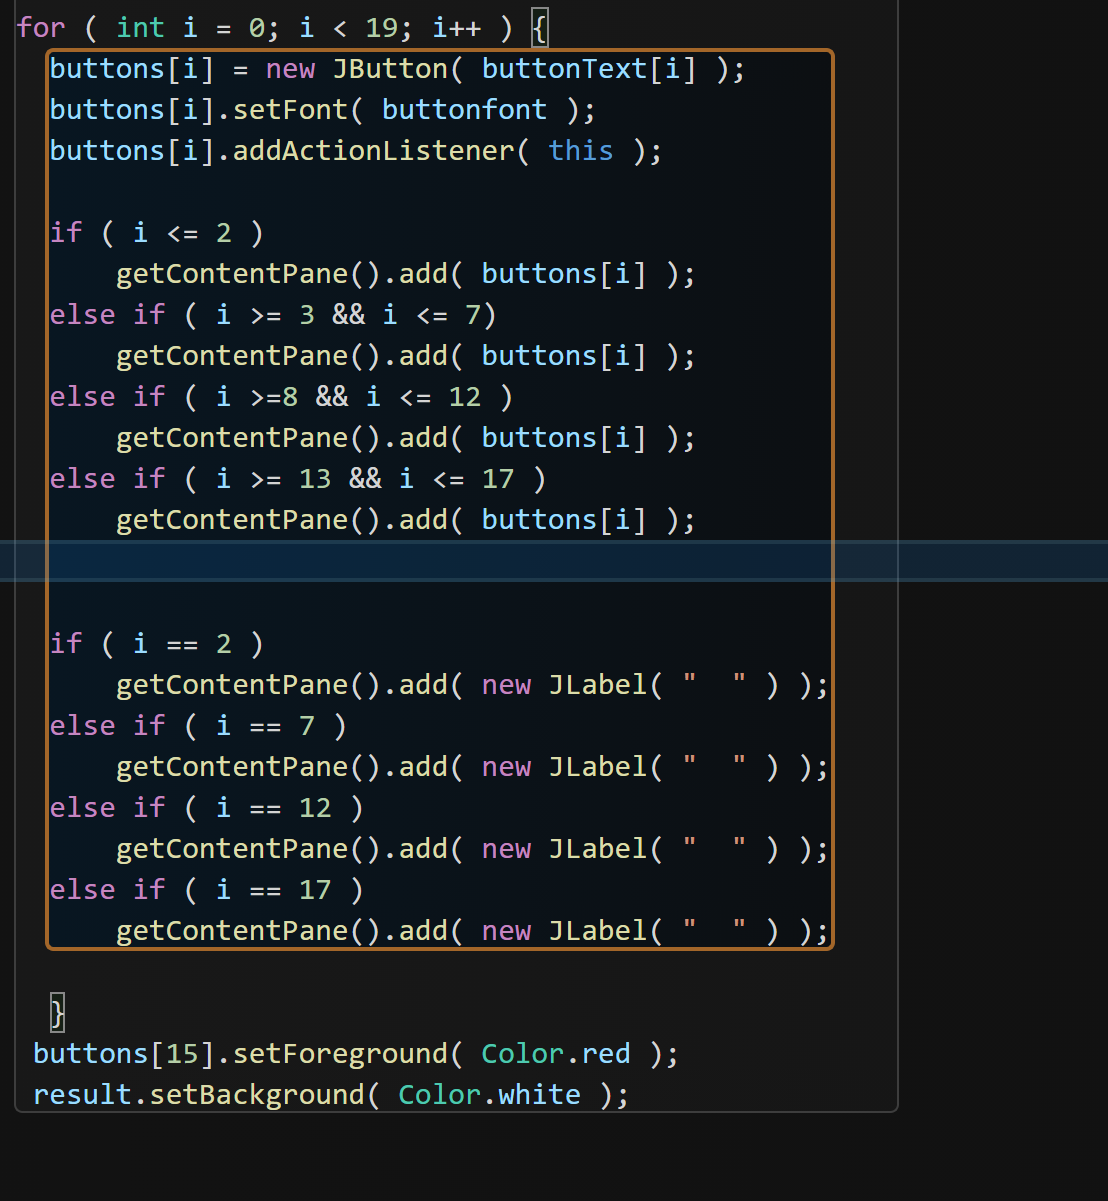 for ( int i = 0; i < 19; i++ ) {
buttons[i] = new JButton( buttonText[i] );
buttons[i].setFont( buttonfont );
buttons[i].addActionListener( this );
if ( i <= 2 )
getContentPane().add( buttons[i] );
else if ( i >= 3 && i <= 7)
getContentPane().add( buttons[i] );
else if ( i >=8 && i <= 12 )
getContentPane().add( buttons[i] );
else if ( i >= 13 && i <= 17 )
getContentPane().add( buttons[i] );
if ( i == 2 )
getContentPane().add( new JLabel( "  " ) );
else if ( i == 7 )
getContentPane().add( new JLabel( "  " ) );
else if ( i == 12 )
getContentPane().add( new JLabel( "  " ) );
else if ( i == 17 )
getContentPane().add( new JLabel( "  " ) );
}
buttons[15].setForeground( Color.red );
result.setBackground( Color.white );